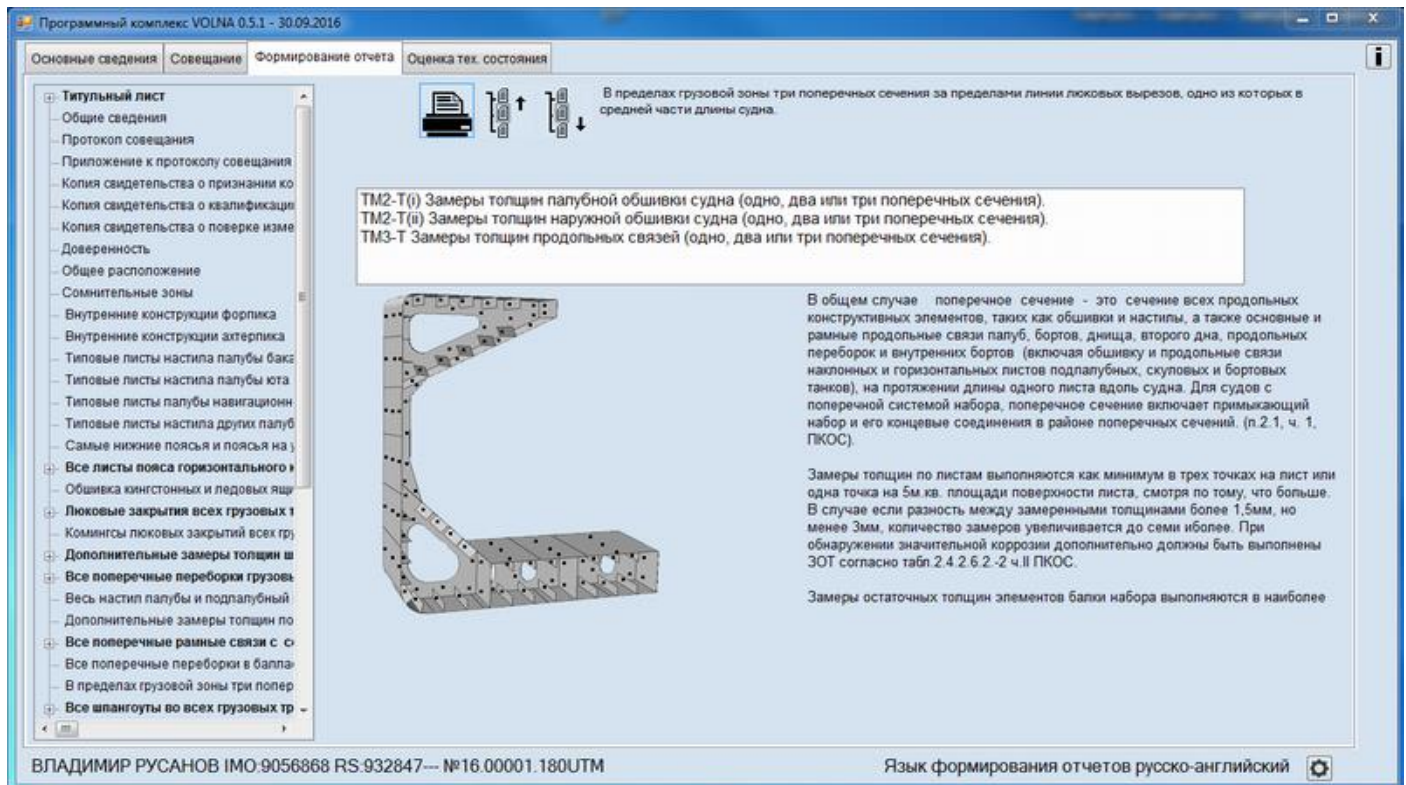 Программный комплекс VOLNA 0.5.1 - 30.09.2016
Основные сведения Совещание Формирование отчета Оценка тех. состояния
Титульный лист
Общие сведения
Протокол совещания
Приложение к протоколу совещания
Копия свидетельства о признании ко
Копия свидетельства о квалификации
Копия свидетельства о поверке изме
Доверенность
Общее расположение
Сомнительные зоны
Внутренние конструкции форпика
Внутренние конструкции ахтерпика
Типовые листы настила палубы бака
Типовые листы настила палубы юта
Типовые листы палубы навигационн
Типовые листы настила других палуб
Самые нижние поясья и поясья на у
Все листы пояса горизонтального к
Обшивка кингстонных и ледовых ящи
Люковые закрытия всех грузовых т
Комингсы люковых закрытий всех гру
Дополнительные замеры толщин ш
Все поперечные переборки грузовы
Весь настил палубы и подпалубный
Дополнительные замеры толщин по
Все поперечные рамные связи с с
Все поперечные переборки в балла
В пределах грузовой зоны три попер
Все шпангоуты во всех грузовых тр
В пределах грузовой зоны три поперечных сечения за пределами линии люковых вырезов, одно из которых в
средней части длины судна.
ТМ2-Т(i) Замеры толщин палубной обшивки судна (одно, два или три поперечных сечения).
ТМ2-Т(ii) Замеры толщин наружной обшивки судна (одно, два или три поперечных сечения).
ТМ3-Т Замеры толщин продольных связей (одно, два или три поперечных сечения).
В общем случае поперечное сечение - это сечение всех продольных
конструктивных элементов, таких как обшивки и настилы, а также основные и
рамные продольные связи палуб, бортов, днища, второго дна, продольных
переборок и внутренних бортов (включая обшивку и продольные связи
наклонных и горизонтальных листов подпалубных, скуловых и бортовых
танков), на протяжении длины одного листа вдоль судна. Для судов с
поперечной системой набора, поперечное сечение включает примыкающий
набор и его концевые соединения в районе поперечных сечений. (п.2.1, ч. 1,
ПКОС).
Замеры толщин по листам выполняются как минимум в трех точках на лист или
одна точка на 5м.кв. площади поверхности листа, смотря по тому, что больше.
В случае если разность между замеренными толщинами более 1,5мм, но
менее 3мм, количество замеров увеличивается до семи иболее. При
обнаружении значительной коррозии дополнительно должны быть выполнены
ЗОТ согласно табл.2.4.2.6.2.-2 ч.II ПКОС.
Замеры остаточных толщин элементов балки набора выполняются в наиболее
ВЛАДИМИР РУСАНОВ IMO:9056868 RS:932847--- №16.00001.180UTM
Язык формирования отчетов русско-английский